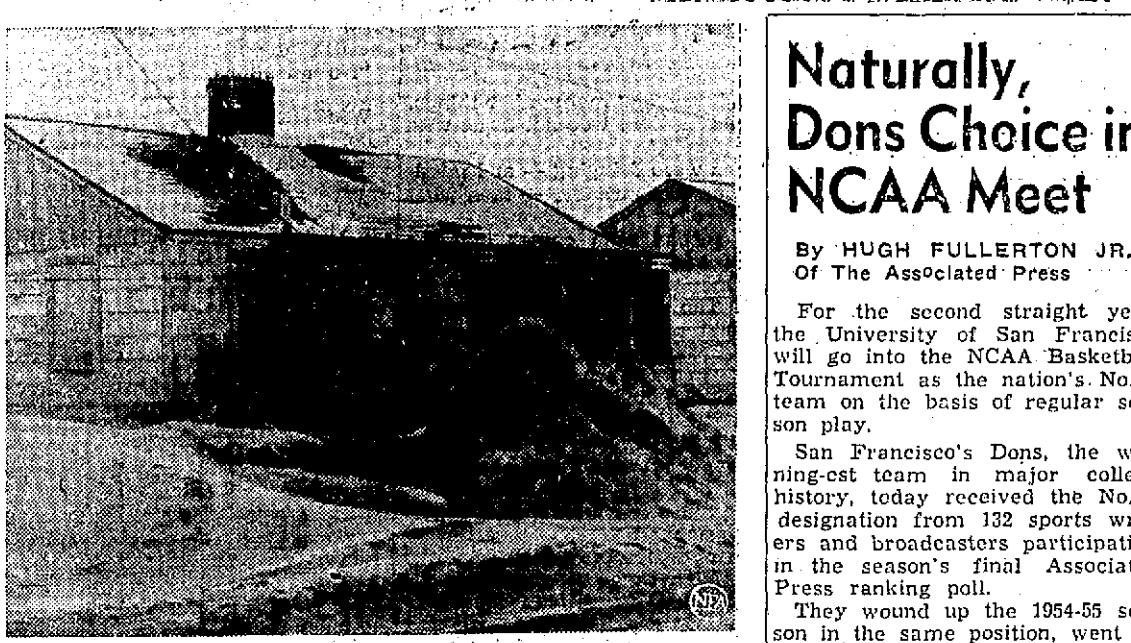 Naturally,
Dons Choice in
NCAA Meet
By HUGH FULLERTON JR.
Of The Associated Press
For the second straight ye
the University of San Francis
will go into the NCAA Basketb
Tournament as the nation's No.
team on the basis of regular se
son play.
San Francisco's Dons, the w
ning-est team in major colle
history, today received the No.
designation from 132 sports wr
ers and broadcasters participati
in the season's final Associat
Press ranking poll.
They wound up the 1954-55 se
son in the same position, went